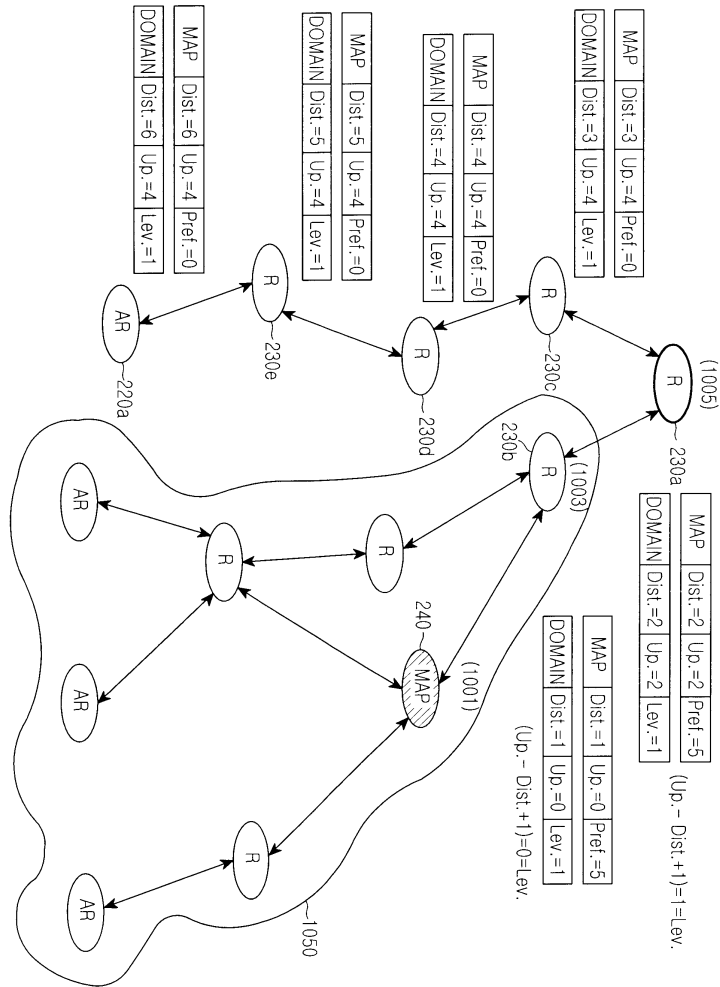 (1005)
R
230a
MAP Dist.=2 Up.=2 Pref.=5
DOMAIN Dist.=2 Up.=2 Lev.=1
(Up.- Dist.+1)=1=Lev.
MAP Dist.=3 Up.=4 Pref.=0
DOMAIN Dist.=3 Up.=4 Lev.=1
R
230c
(1003)
R
230b
MAP Dist.=1 Up.=0 Pref.=5
DOMAIN Dist.=1 Up.=0 Lev.=1
(Up.- Dist.+1)=0=Lev.
MAP Dist.=4 Up.=4 Pref.=0
DOMAIN Dist.=4 Up.=4 Lev.=1
R
230d
R
(1001)
240
MAP
MAP Dist.=5 Up.=4 Pref.=0
DOMAIN Dist.=5 Up.=4 Lev.=1
R
230e
R
R
1050
MAP Dist.=6 Up.=4 Pref.=0
DOMAIN Dist.=6 Up.=4 Lev.=1
AR
220a
AR
AR
AR